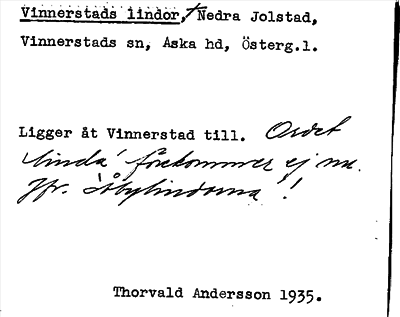 Vinnerstads lindor, Nedra Jolstad,
Vinnerstads sn, Aska hd, Österg.l.
Ligger åt Vinnerstad till. Ordet
'linda' förekommer ej nu.
Jfr. 'Åbylindorna'!
Thorvald Andersson 1935.